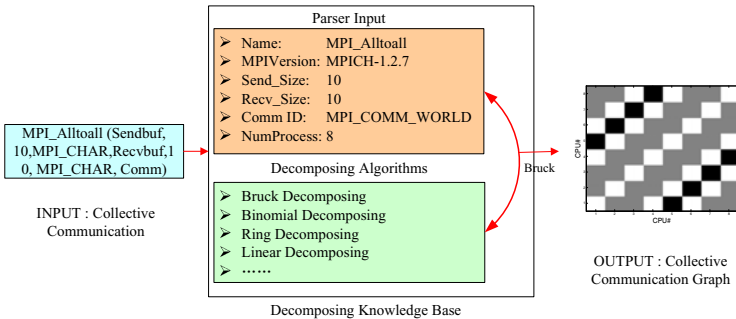 Parser Input
➢ Name: MPI_Alltoall
➢ MPIVersion: MPICH-1.2.7
➢ Send_Size: 10
➢ Recv_Size: 10
➢ Comm ID: MPI_COMM_WORLD
➢ NumProcess: 8
MPI_Alltoall (Sendbuf,
10,MPI_CHAR,Recvbuf,1
0, MPI_CHAR, Comm)
INPUT : Collective
Communication
Decomposing Algorithms
➢ Bruck Decomposing
➢ Binomial Decomposing
➢ Ring Decomposing
➢ Linear Decomposing
➢ ……
Decomposing Knowledge Base
Bruck
CPU#
CPU#
OUTPUT : Collective
Communication Graph